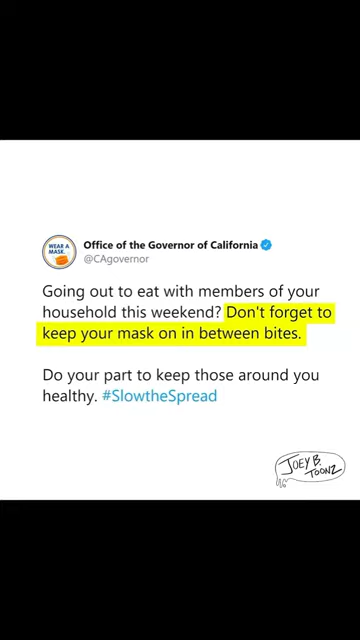 WEAR A
MASK.
Office of the Governor of California
@CAgovernor
Going out to eat with members of your
household this weekend? Don't forget to
keep your mask on in between bites.
Do your part to keep those around you
healthy. #SlowtheSpread
JOEY B.
TOONZ